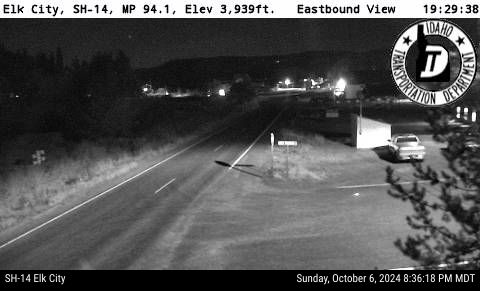 Elk City, SH-14, MP 94.1, Elev 3,939ft.   Eastbound View   19:29:38
IDAHO
TRANSPORTATION DEPARTMENT
SH-14 Elk City
Sunday, October 6, 2024 8:36:18 PM MDT